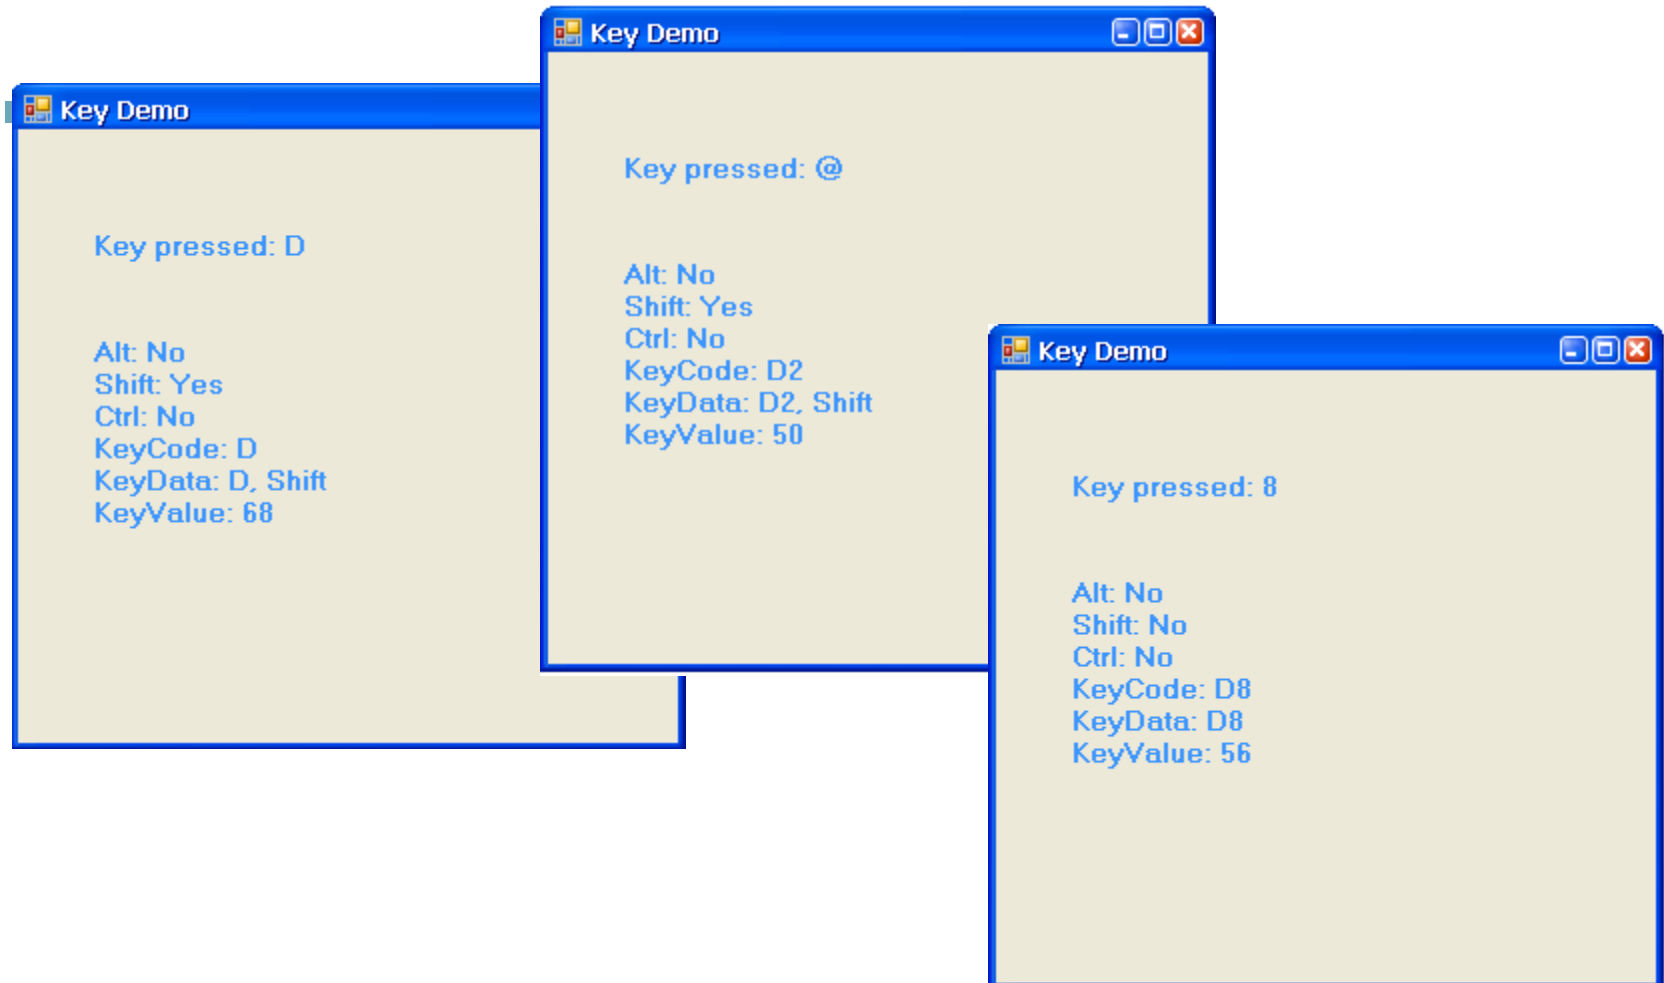 Key Demo
Key pressed: D
Alt: No
Shift: Yes
Ctrl: No
KeyCode: D
KeyData: D, Shift
KeyValue: 68
Key Demo
Key pressed: @
Alt: No
Shift: Yes
Ctrl: No
KeyCode: D2
KeyData: D2, Shift
KeyValue: 50
Key Demo
Key pressed: 8
Alt: No
Shift: No
Ctrl: No
KeyCode: D8
KeyData: D8
KeyValue: 56